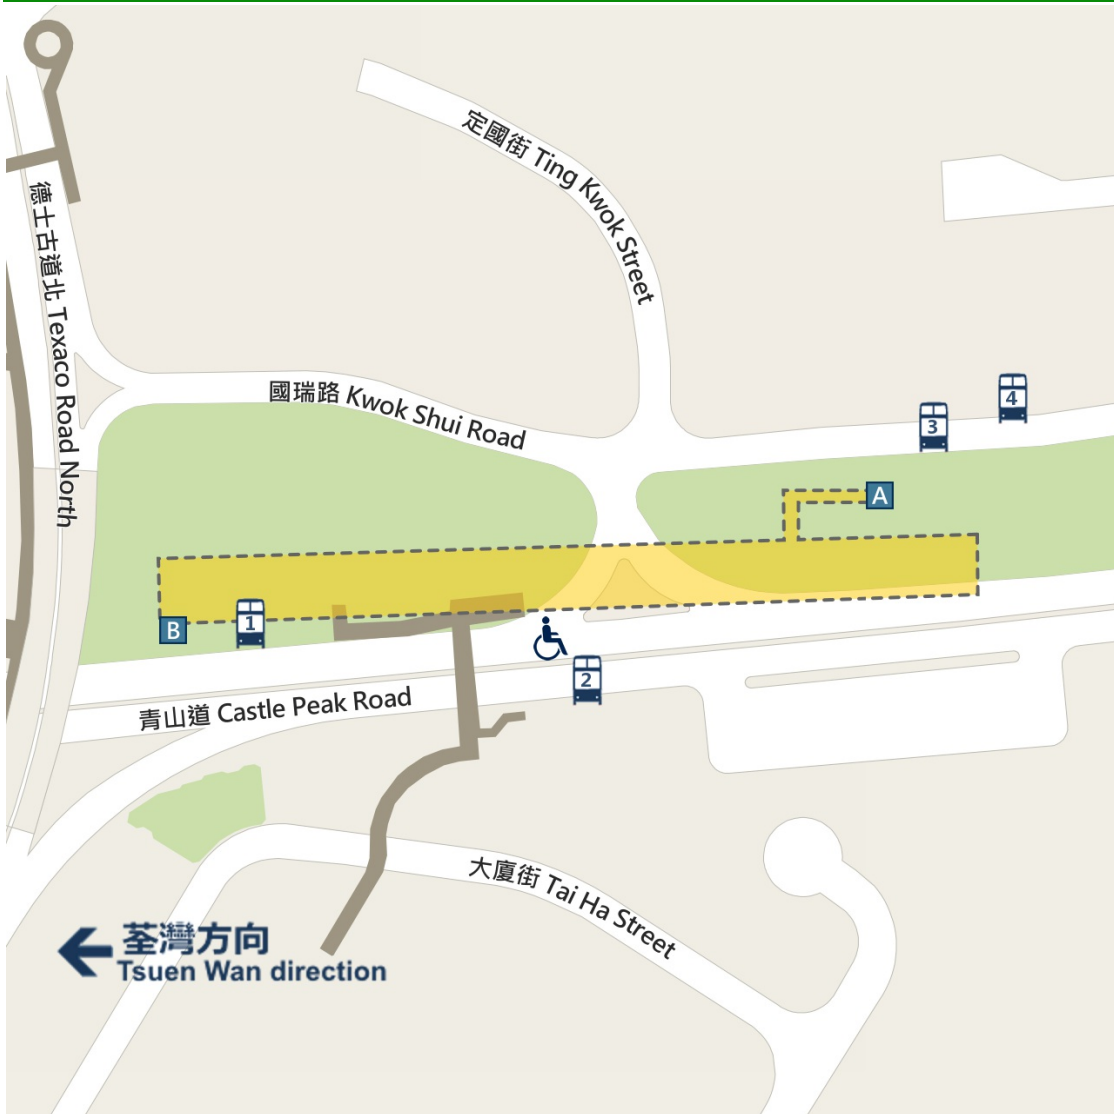 定國街 Ting Kwok Street
德士古道北 Texaco Road North
國瑞路 Kwok Shui Road
4
3
A
1
B
2
青山道 Castle Peak Road
大廈街 Tai Ha Street
荃灣方向
Tsuen Wan direction